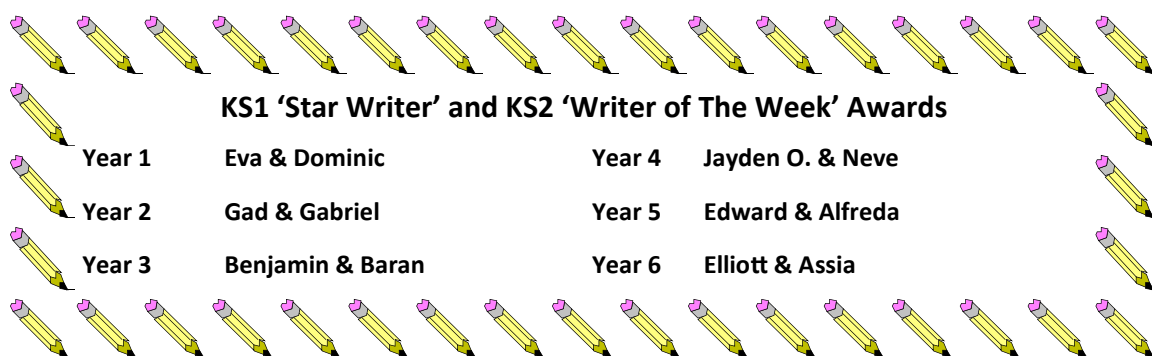 KS1 ‘Star Writer’ and KS2 ‘Writer of The Week’ Awards
Year 1 Eva & Dominic Year 4 Jayden O. & Neve
Year 2 Gad & Gabriel Year 5 Edward & Alfreda
Year 3 Benjamin & Baran Year 6 Elliott & Assia